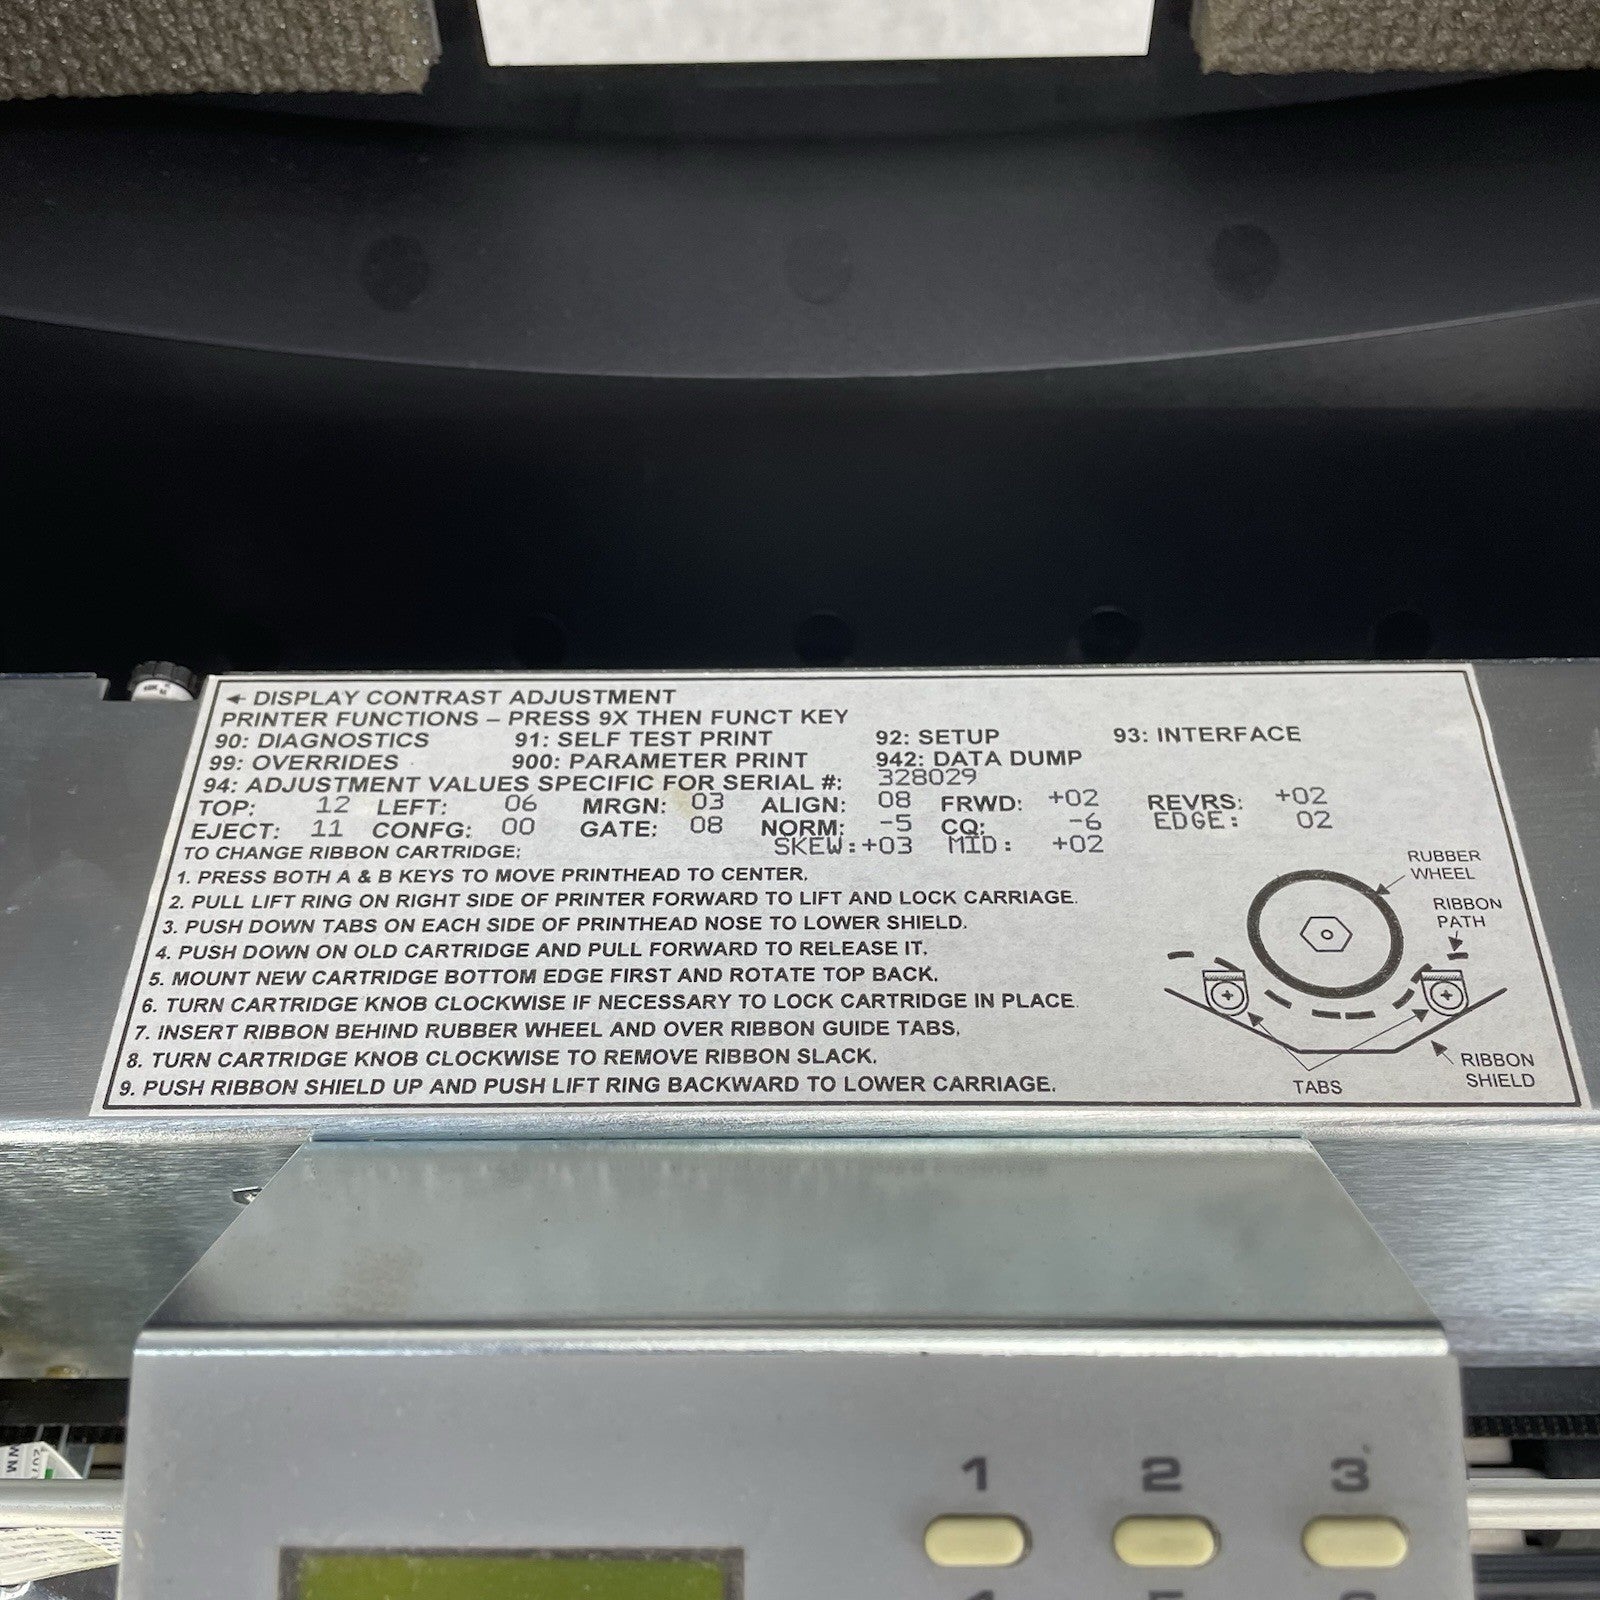 ← DISPLAY CONTRAST ADJUSTMENT
PRINTER FUNCTIONS – PRESS 9X THEN FUNCT KEY
90: DIAGNOSTICS 91: SELF TEST PRINT 92: SETUP 93: INTERFACE
99: OVERRIDES 900: PARAMETER PRINT 942: DATA DUMP
94: ADJUSTMENT VALUES SPECIFIC FOR SERIAL #: 328029
TOP: 12 LEFT: 06 MRGN: 03 ALIGN: 08 FRWD: +02 REVRS: +02
EJECT: 11 CONFG: 00 GATE: 08 NORM: -5 CQ: -6 EDGE: 02
SKEW:+03 MID: +02
TO CHANGE RIBBON CARTRIDGE:
1. PRESS BOTH A & B KEYS TO MOVE PRINTHEAD TO CENTER.
2. PULL LIFT RING ON RIGHT SIDE OF PRINTER FORWARD TO LIFT AND LOCK CARRIAGE.
3. PUSH DOWN TABS ON EACH SIDE OF PRINTHEAD NOSE TO LOWER SHIELD.
4. PUSH DOWN ON OLD CARTRIDGE AND PULL FORWARD TO RELEASE IT.
5. MOUNT NEW CARTRIDGE BOTTOM EDGE FIRST AND ROTATE TOP BACK.
6. TURN CARTRIDGE KNOB CLOCKWISE IF NECESSARY TO LOCK CARTRIDGE IN PLACE.
7. INSERT RIBBON BEHIND RUBBER WHEEL AND OVER RIBBON GUIDE TABS.
8. TURN CARTRIDGE KNOB CLOCKWISE TO REMOVE RIBBON SLACK.
9. PUSH RIBBON SHIELD UP AND PUSH LIFT RING BACKWARD TO LOWER CARRIAGE.
RUBBER
WHEEL
RIBBON
PATH
TABS
RIBBON
SHIELD
1 2 3